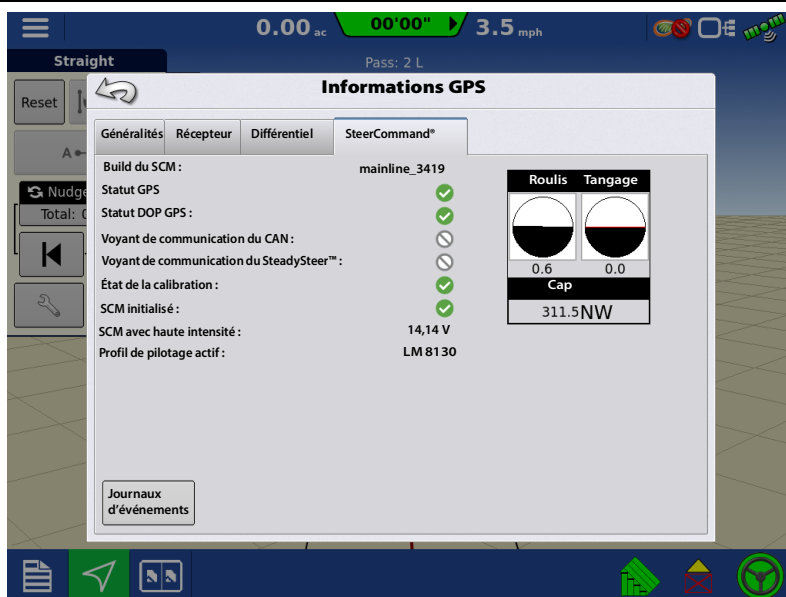 0.00 ac
00'00"
3.5 mph
Straight
Pass: 2 L
Informations GPS
Reset
Généralités
Récepteur
Différentiel
SteerCommand®
A
Build du SCM :
mainline_3419
Statut GPS
Statut DOP GPS :
Voyant de communication du CAN :
Voyant de communication du SteadySteer™ :
État de la calibration :
SCM initialisé :
SCM avec haute intensité :
14,14 V
Profil de pilotage actif :
LM 8130
Roulis Tangage
0.6 0.0
Cap
311.5NW
Nudge
Total:
Journaux
d'événements